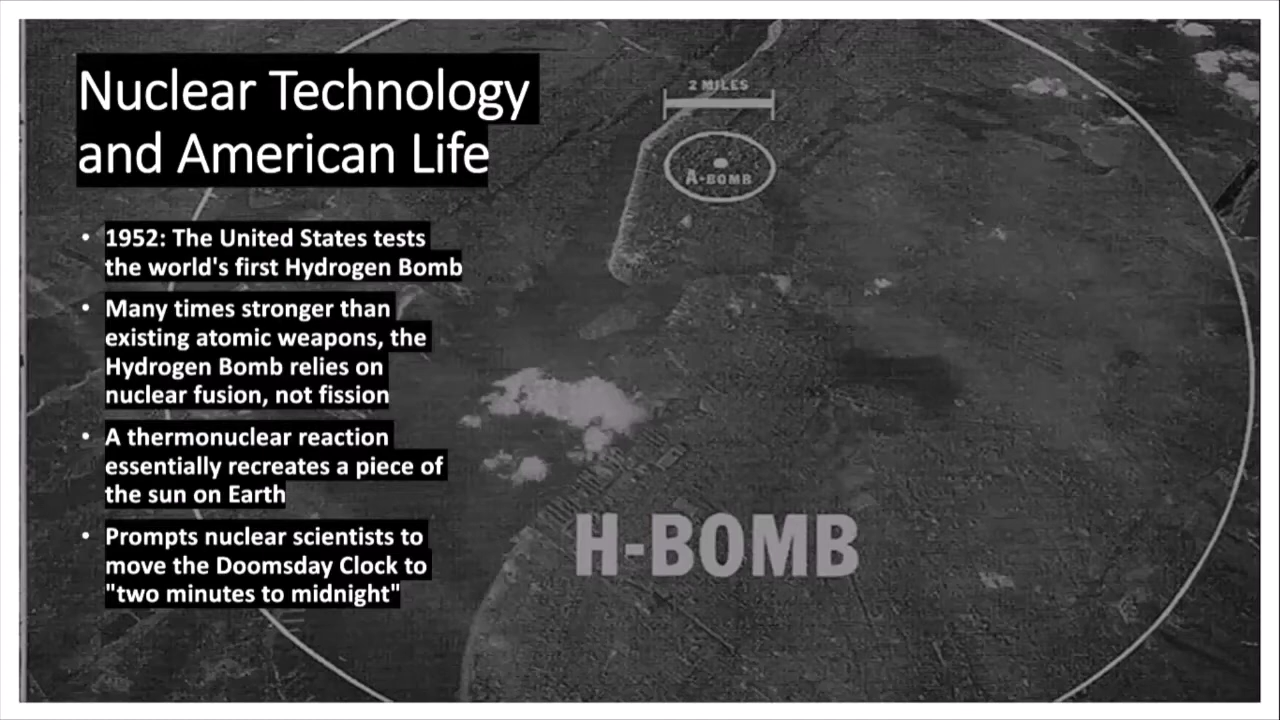 Nuclear Technology
and American Life
• 1952: The United States tests
the world's first Hydrogen Bomb
• Many times stronger than
existing atomic weapons, the
Hydrogen Bomb relies on
nuclear fusion, not fission
• A thermonuclear reaction
essentially recreates a piece of
the sun on Earth
• Prompts nuclear scientists to
move the Doomsday Clock to
"two minutes to midnight"
2 MILES
A-BOMB
H-BOMB